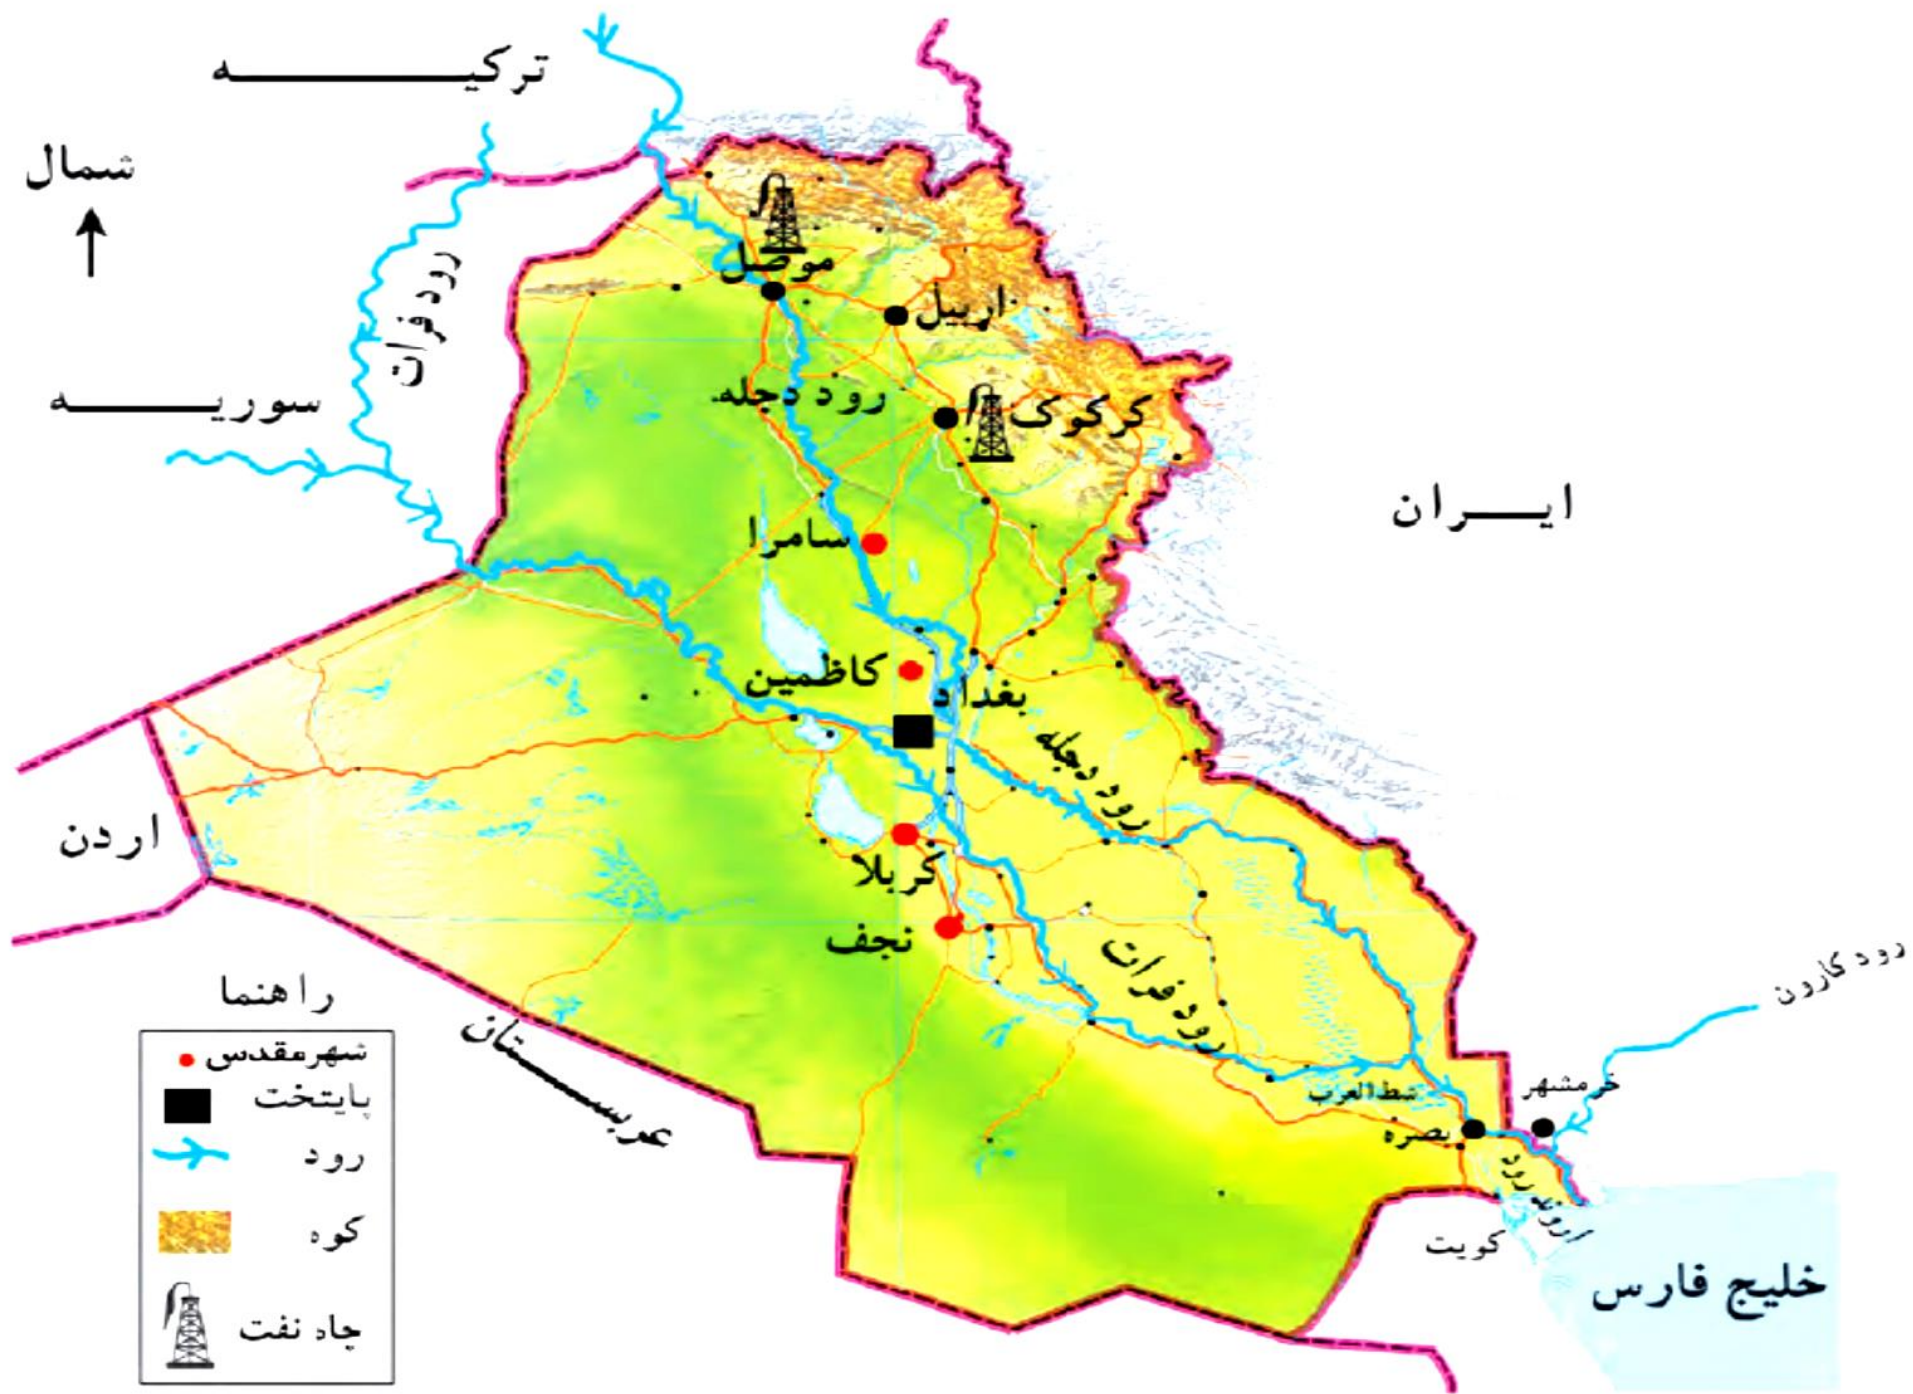 ترکیه
شمال
رود فرات
موصل
اربیل
سوریه
رود دجله
کرکوک
ایران
سامرا
کاظمین
بغداد
رود دجله
اردن
کربلا
نجف
رود فرات
رود کارون
راهنما
شهر مقدس
پایتخت
رود
کوه
چاه نفت
عربستان
شط العرب
خرمشهر
بصره
اروند رود
کویت
خلیج فارس